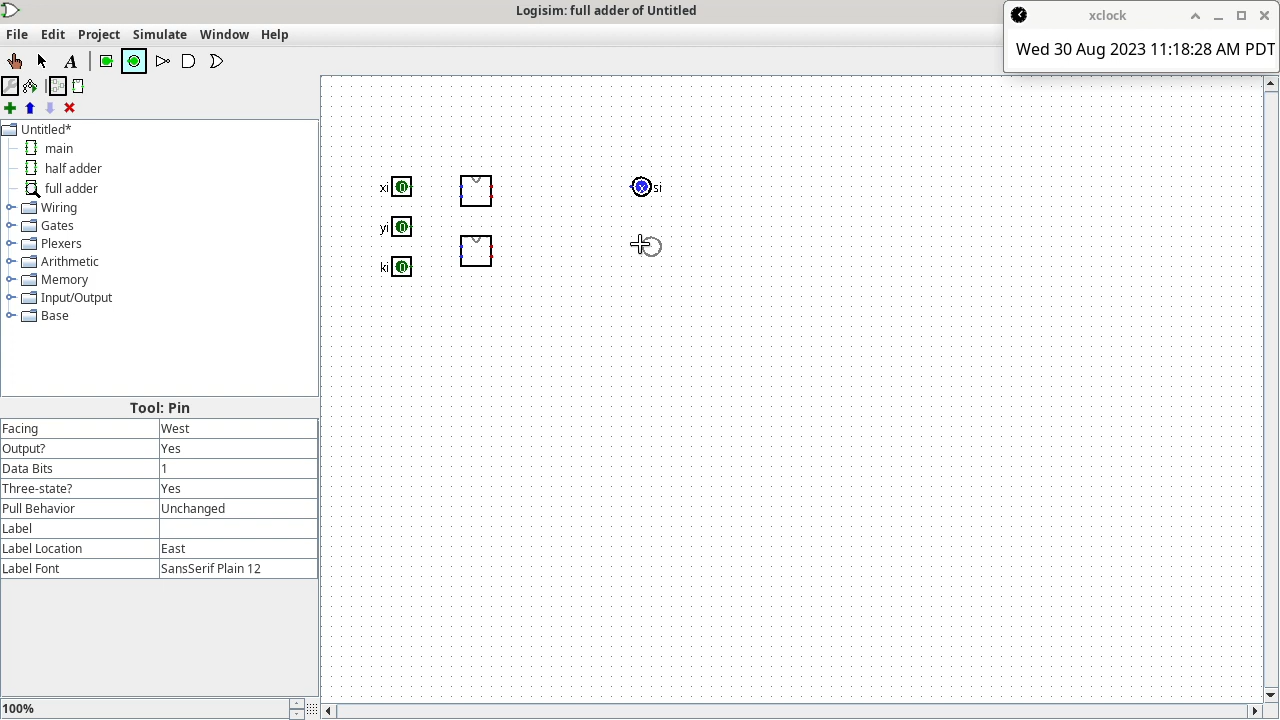 Logisim: full adder of Untitled
xclock
File Edit Project Simulate Window Help
Wed 30 Aug 2023 11:18:28 AM PDT
A
Untitled*
main
half adder
full adder
Wiring
Gates
Plexers
Arithmetic
Memory
Input/Output
Base
xi 0
yi 0
ki 0
x si
Tool: Pin
Facing West
Output? Yes
Data Bits 1
Three-state? Yes
Pull Behavior Unchanged
Label
Label Location East
Label Font SansSerif Plain 12
100%